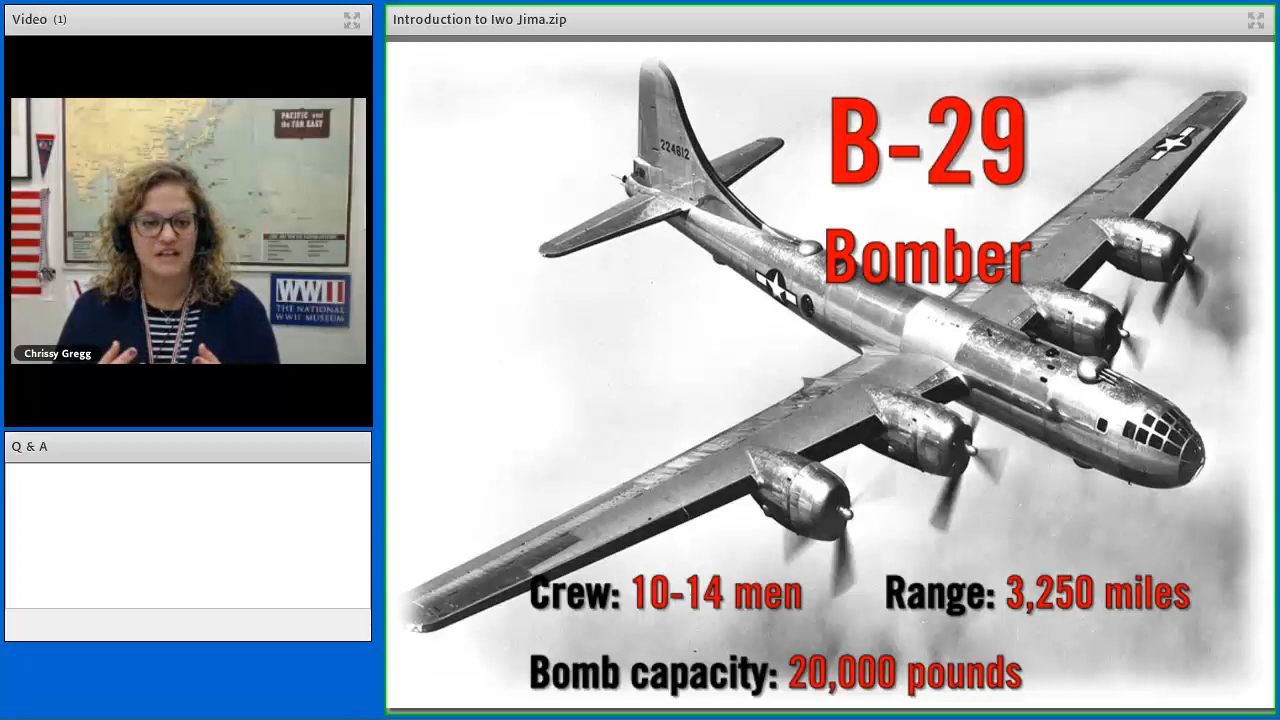 Video (1)
PACIFIC and
the FAR EAST
WWII
THE NATIONAL
WWII MUSEUM
Chrissy Gregg
Q & A
Introduction to Iwo Jima.zip
B-29
Bomber
224612
Crew: 10-14 men
Range: 3,250 miles
Bomb capacity: 20,000 pounds